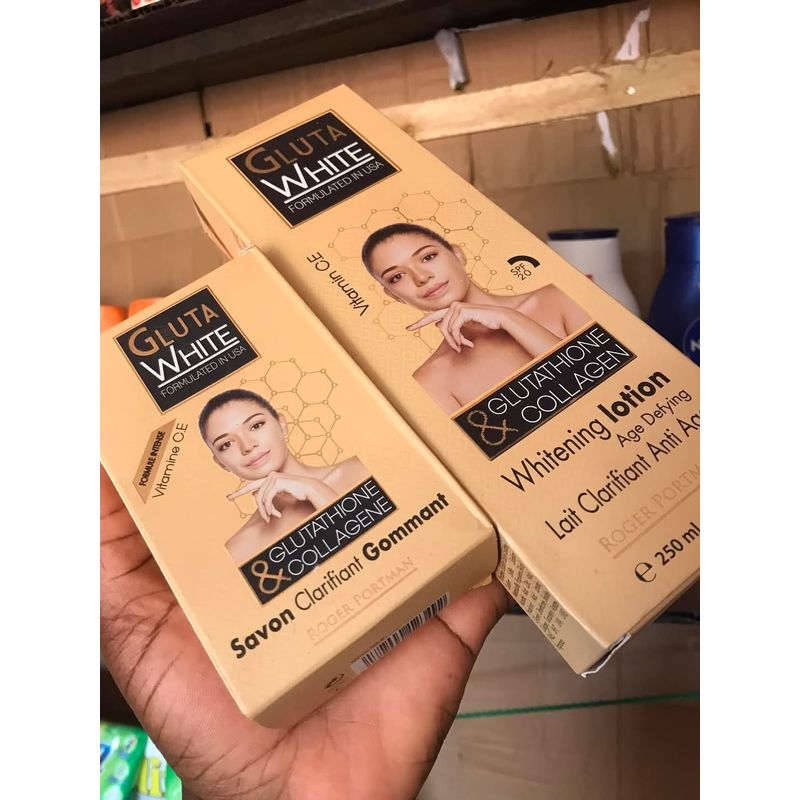 GLUTA
WHITE
FORMULATED IN USA
Vitamin C,E
SPF
20
& GLUTATHIONE
COLLAGEN
Whitening lotion
Age Defying
Lait Clarifiant Anti
ROGER PORTMAN
e 250 ml
GLUTA
WHITE
FORMULATED IN USA
FORMULE INTENSE
Vitamine C,E
& GLUTATHIONE
COLLAGENE
Savon Clarifiant Gommant
ROGER PORTMAN